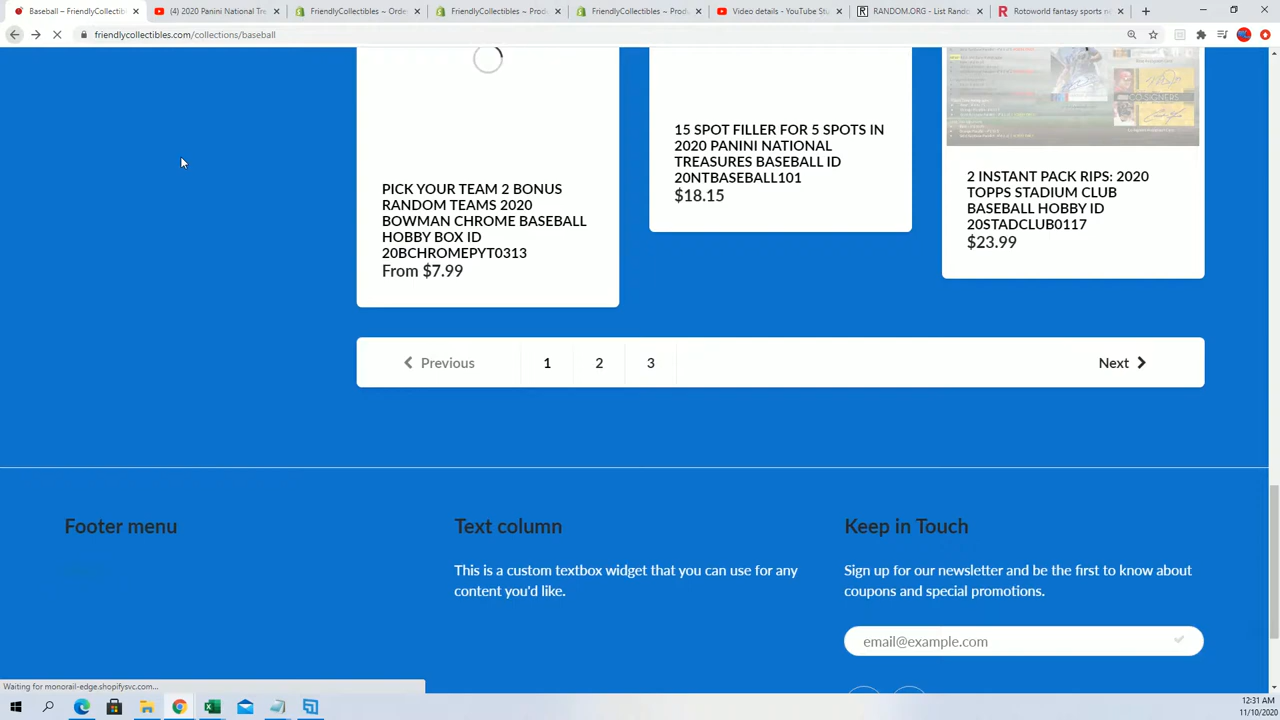 Baseball – FriendlyCollectib
(4) 2020 Panini National Tre
FriendlyCollectibles ~ Orde
FriendlyCollectibles ~ Produ
FriendlyCollectibles ~ Produ
Video details - YouTube Stu
RANDOM.ORG - List Rand
Rotoworld fantasy sports ne
friendlycollectibles.com/collections/baseball
15 SPOT FILLER FOR 5 SPOTS IN
2020 PANINI NATIONAL
TREASURES BASEBALL ID
20NTBASEBALL101
$18.15
2 INSTANT PACK RIPS: 2020
TOPPS STADIUM CLUB
BASEBALL HOBBY ID
20STADCLUB0117
$23.99
PICK YOUR TEAM 2 BONUS
RANDOM TEAMS 2020
BOWMAN CHROME BASEBALL
HOBBY BOX ID
20BCHROMEPYT0313
From $7.99
Previous 1 2 3 Next
Footer menu
Text column
This is a custom textbox widget that you can use for any
content you'd like.
Keep in Touch
Sign up for our newsletter and be the first to know about
coupons and special promotions.
email@example.com
Waiting for monorail-edge.shopifysvc.com...
12:31 AM
11/10/2020